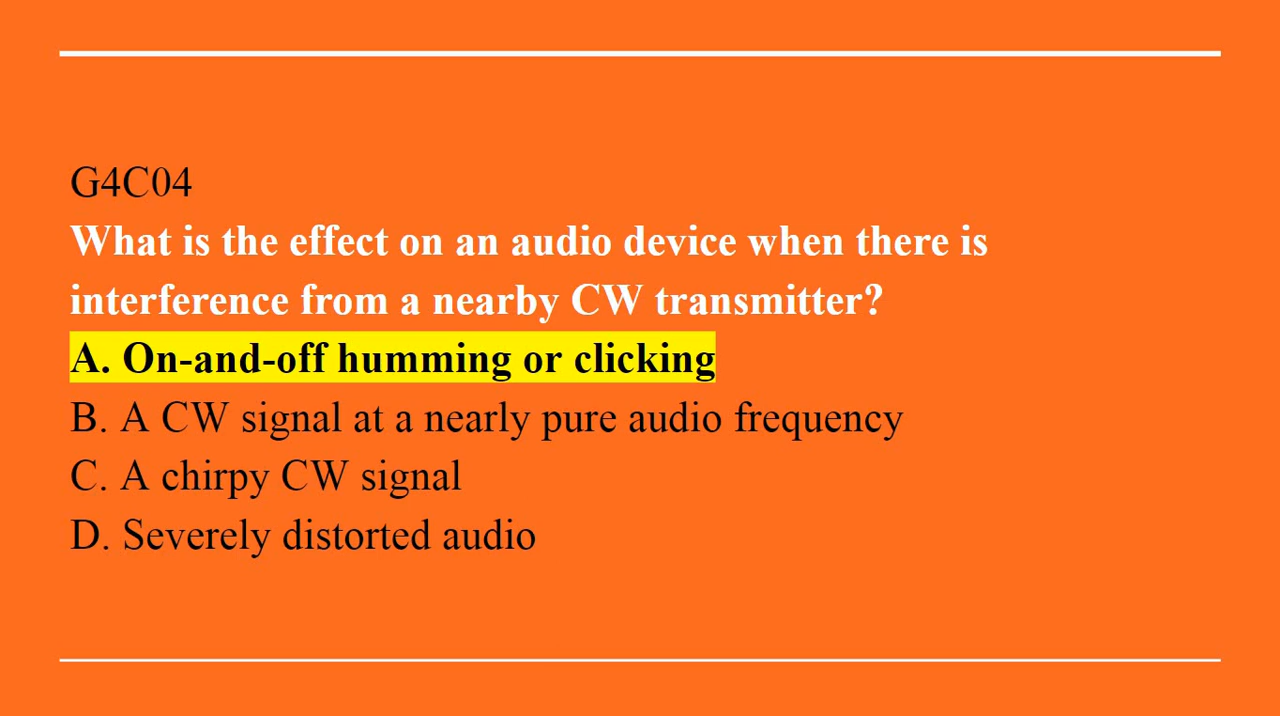 G4C04
What is the effect on an audio device when there is
interference from a nearby CW transmitter?
A. On-and-off humming or clicking
B. A CW signal at a nearly pure audio frequency
C. A chirpy CW signal
D. Severely distorted audio